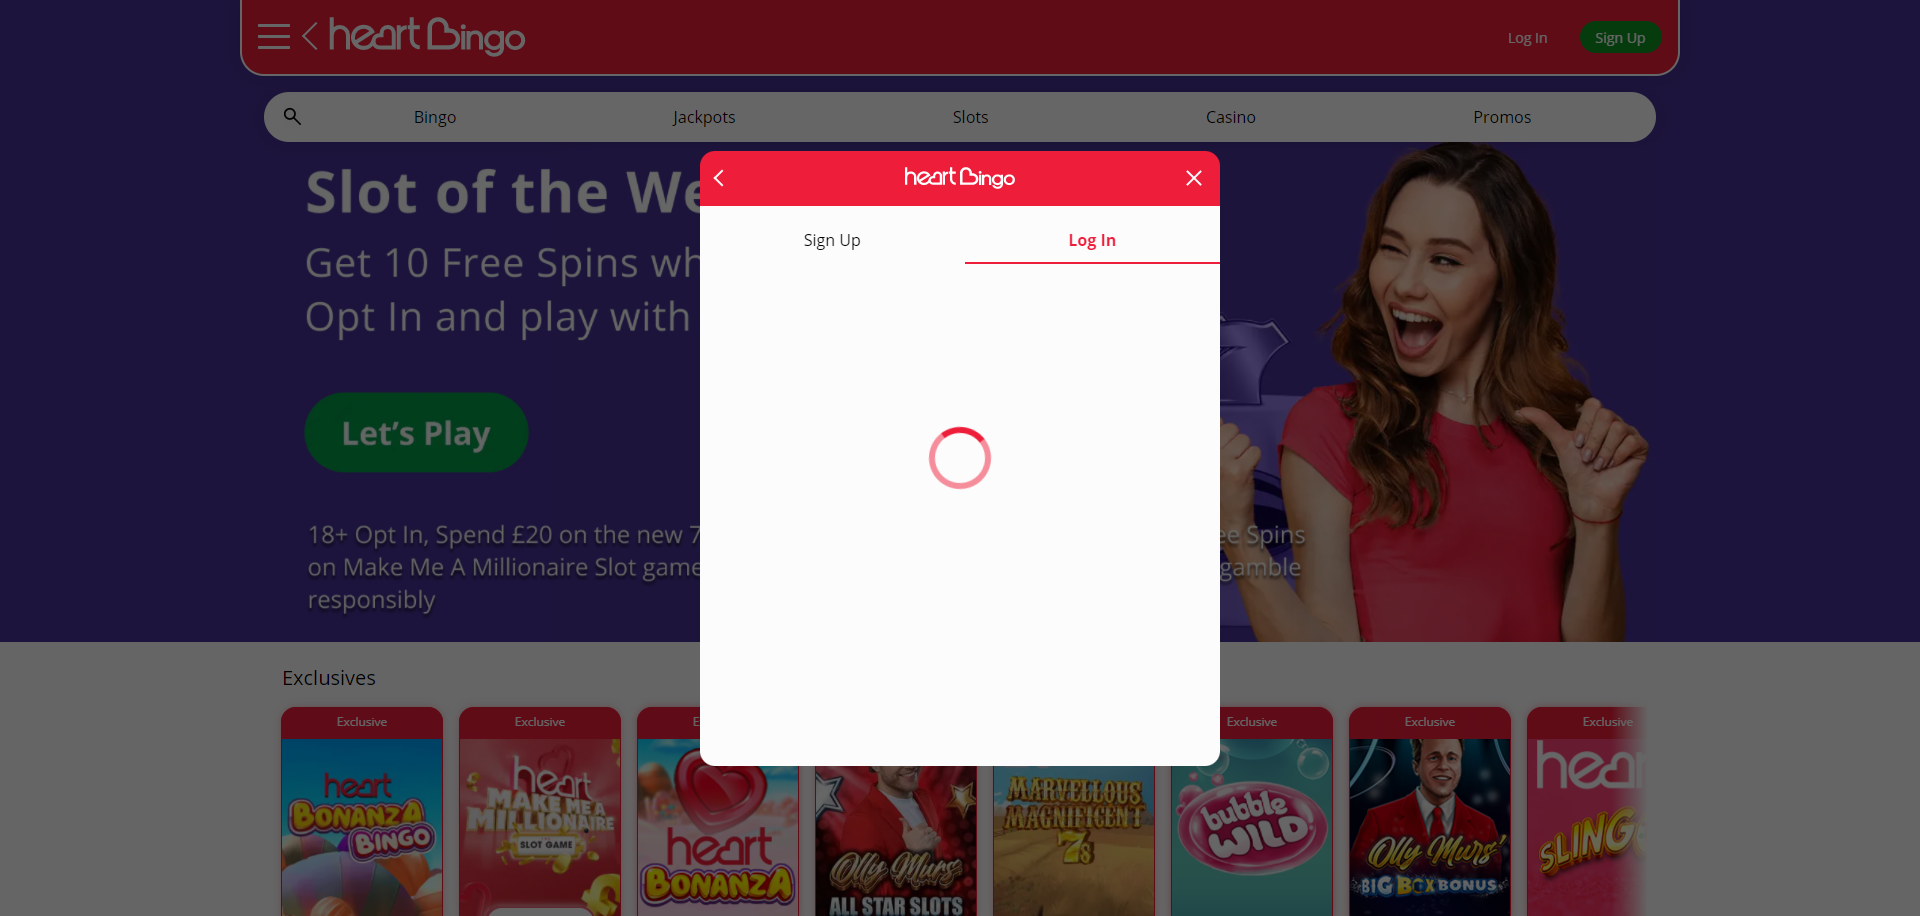 heart Bingo
Log In
Sign Up
Bingo
Jackpots
Slots
Casino
Promos
heart Bingo
Sign Up
Log In
Slot of the We
Get 10 Free Spins wh
Opt In and play with
Let's Play
18+ Opt In, Spend £20 on the new 7
ee Spins
on Make Me A Millionaire Slot game
gamble
responsibly
Exclusives
Exclusive
Exclusive
E
Exclusive
Exclusive
Exclusive
heart
BONANZA
BINGO
heart
MAKE ME A
MILLIONAIRE
SLOT GAME
heart
BONANZA
Olly Murs
ALL STAR SLOTS
MARVELLOUS
MAGNIFICENT
7s
bubble
WILD!
Olly Murs'
BIG BOX BONUS
hea
SLING